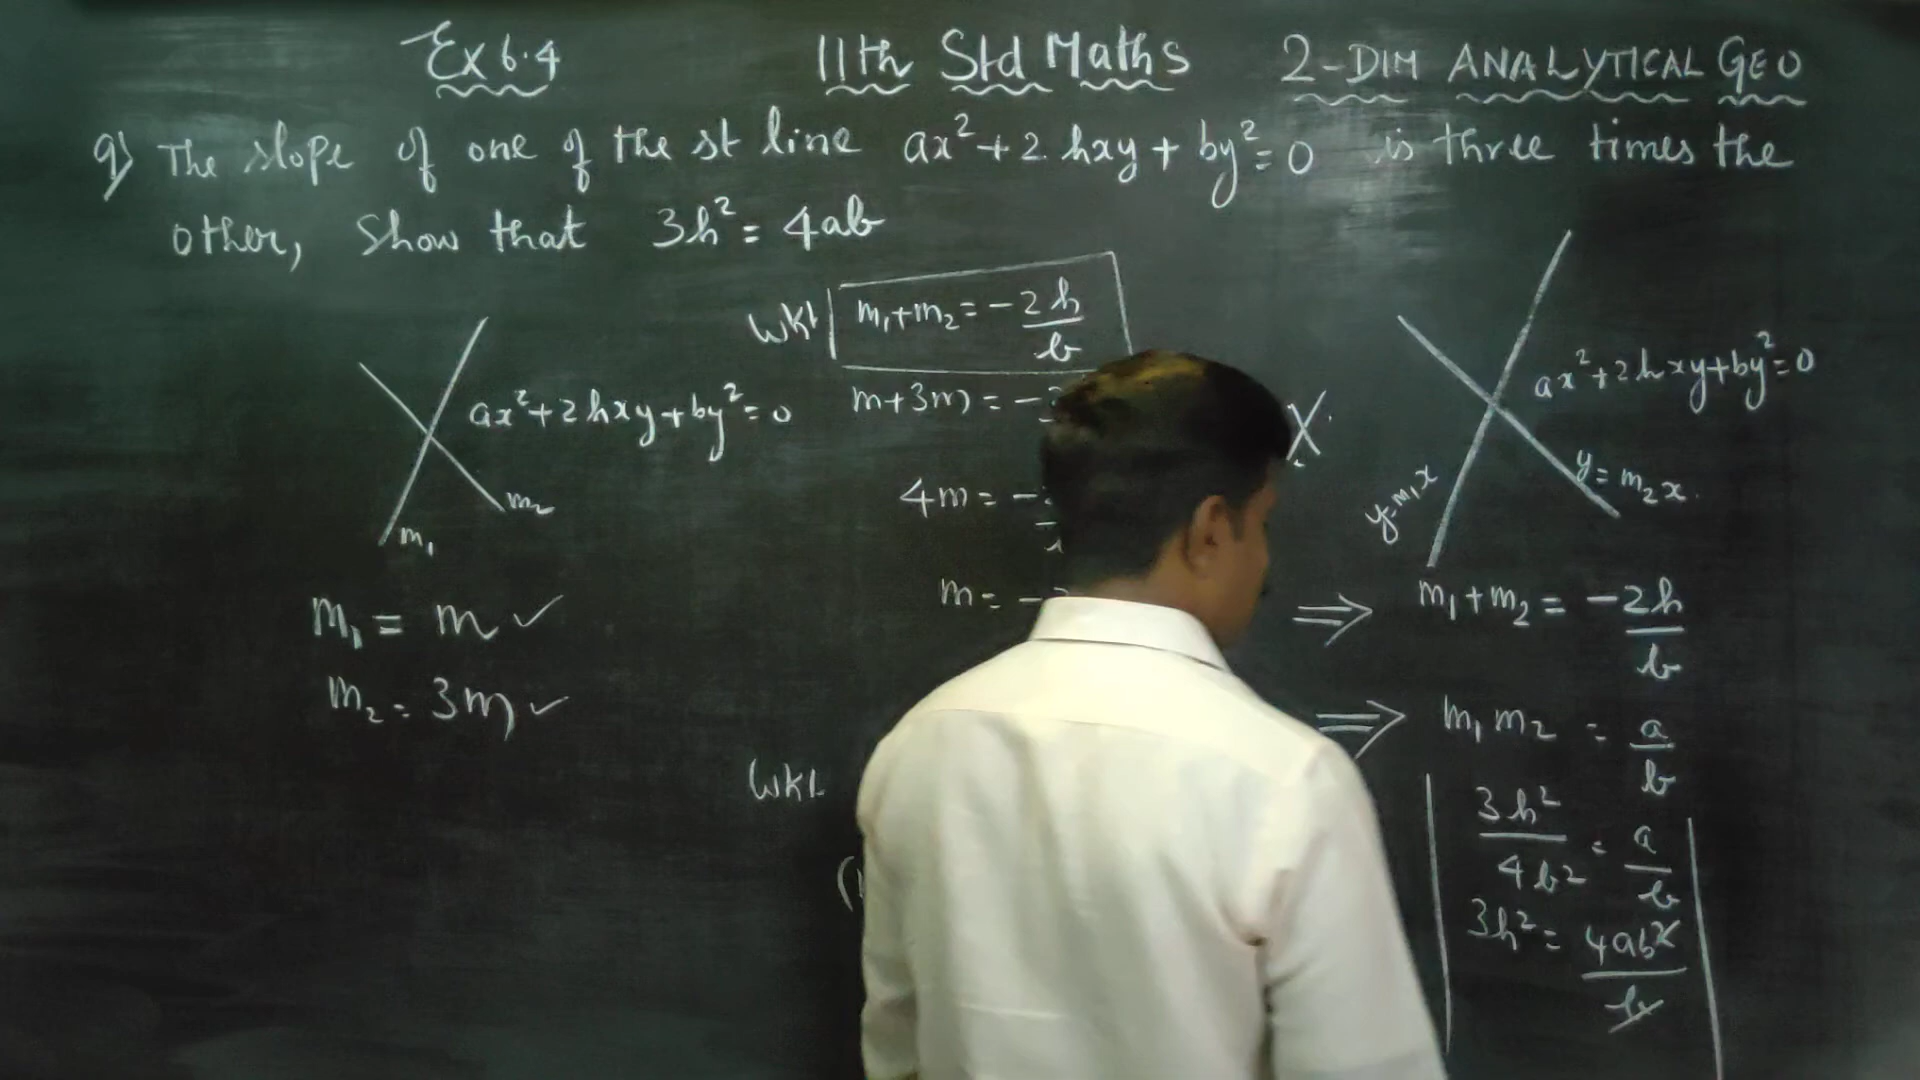 Ex 6.4 11th Std Maths 2-DIM ANALYTICAL GEO
9) The slope of one of the st line ax²+2hxy+by²=0 is three times the
other, Show that 3h² = 4ab
ax²+2hxy+by²=0
m₂
m₁
m₁ = m ✓
m₂ = 3m ✓
WKT m₁+m₂ = -2h/b
m+3m = -
4m = -
m = -
WKT
ax²+2hxy+by²=0
y=m₁x
y=m₂x
⇒ m₁+m₂ = -2h/b
⇒ m₁m₂ = a/b
3h²/4b² = a/b
3h² = 4ab²/b